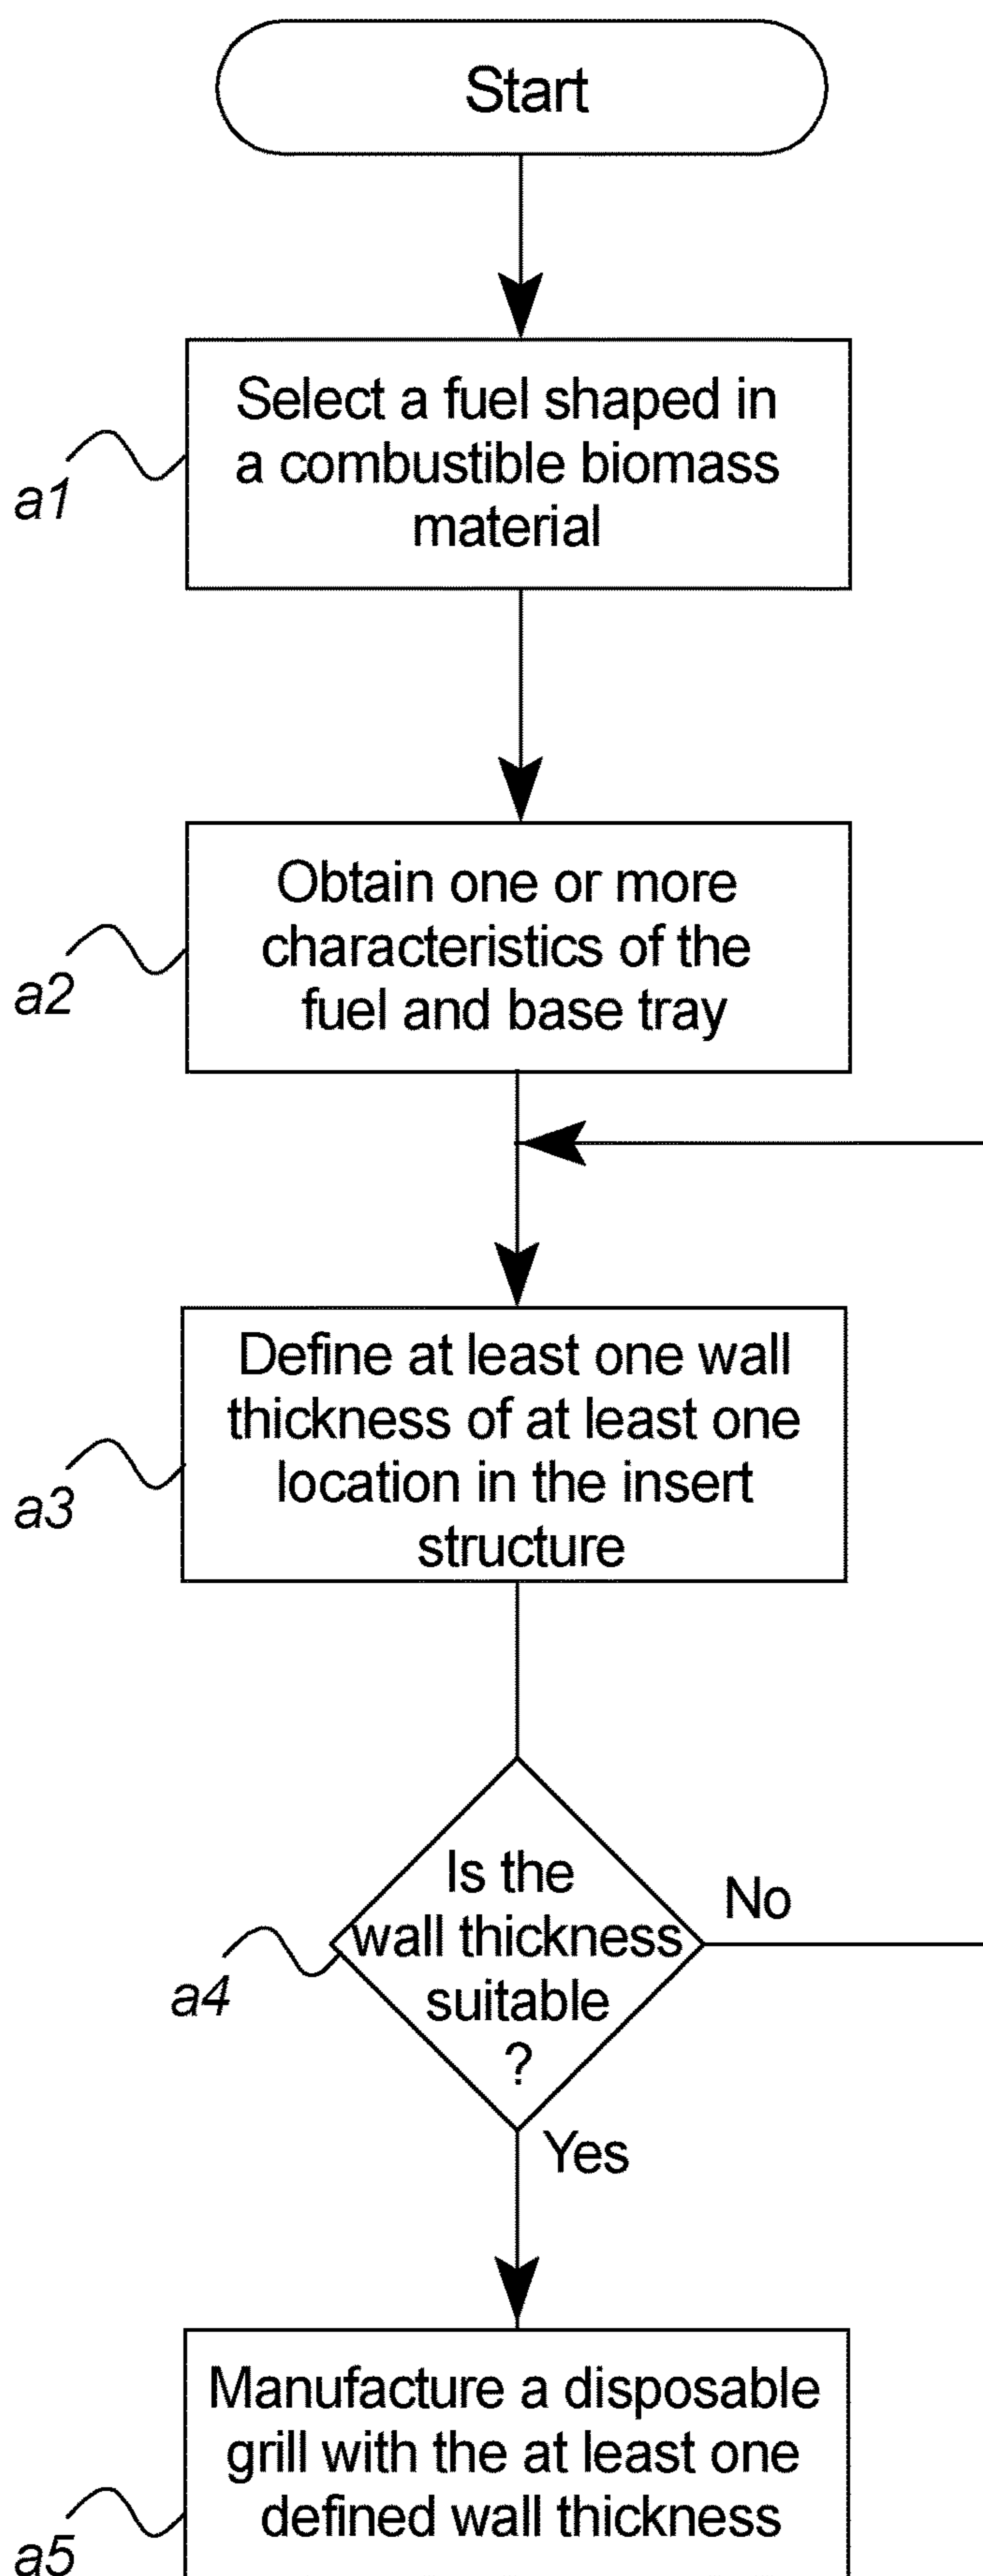 Start
Select a fuel shaped in
a combustible biomass
material
a1
Obtain one or more
characteristics of the
fuel and base tray
a2
Define at least one wall
thickness of at least one
location in the insert
structure
a3
Is the
wall thickness
suitable
?
No
a4
Yes
Manufacture a disposable
grill with the at least one
defined wall thickness
a5